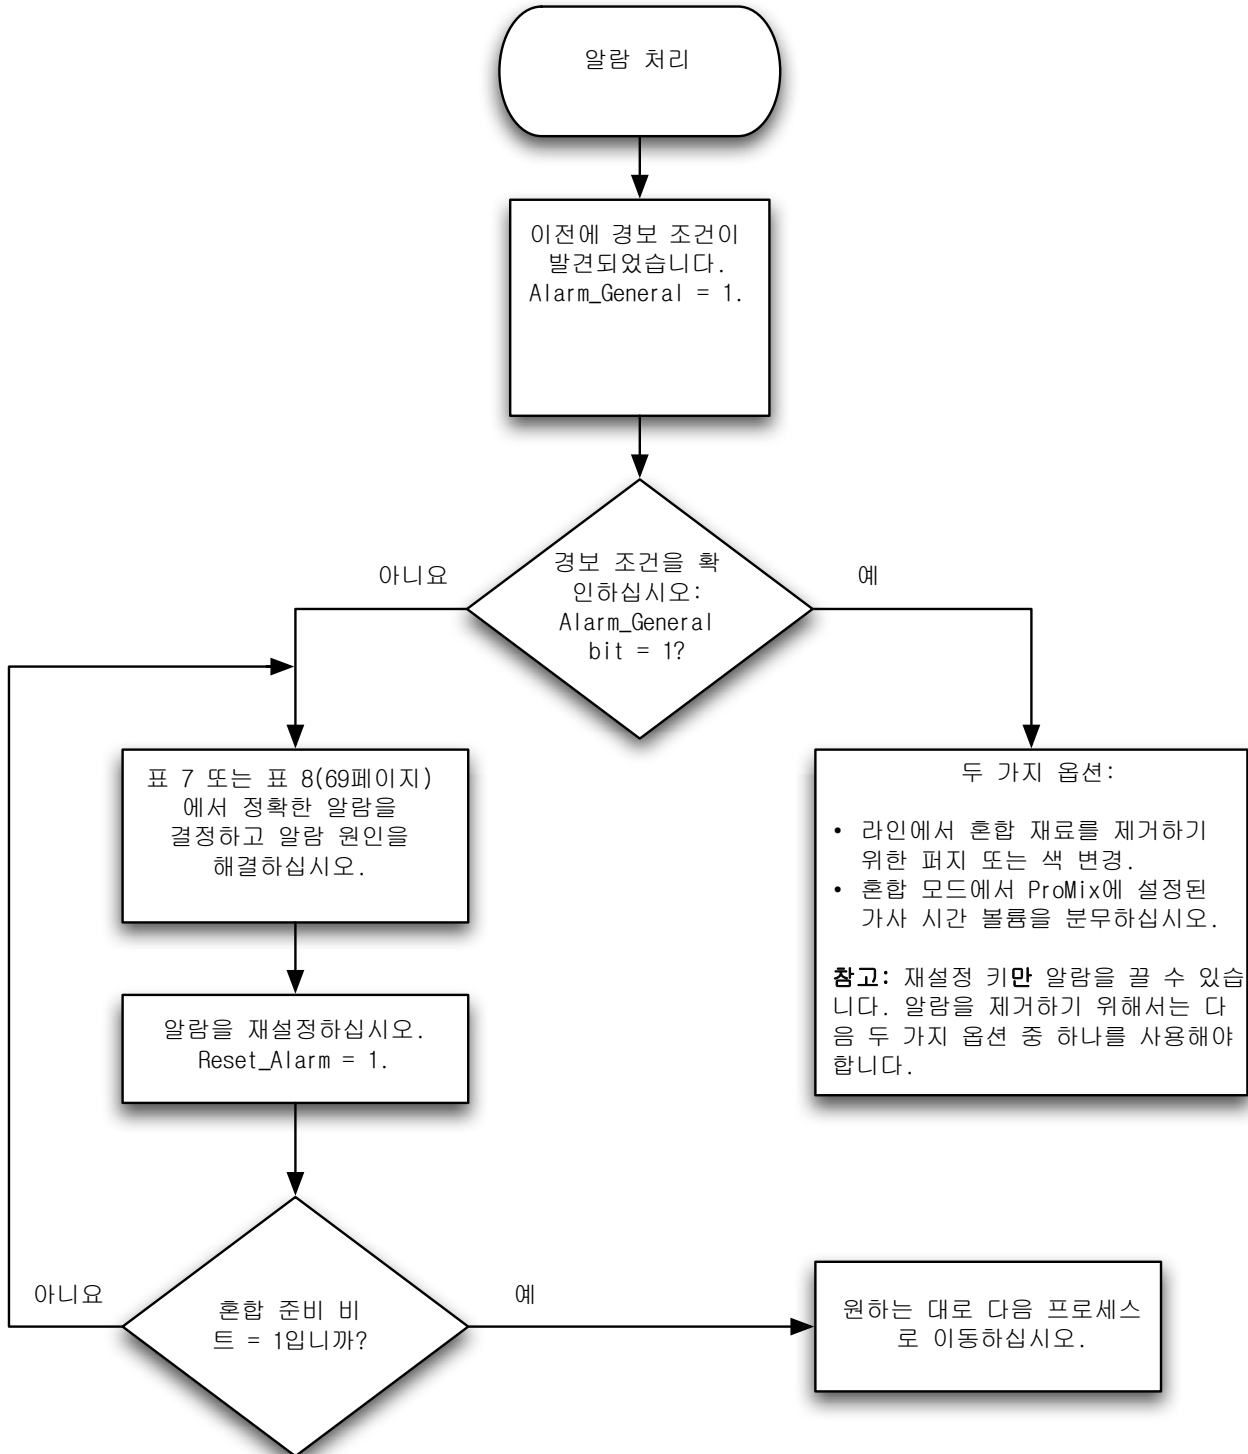 알람 처리
이전에 경보 조건이
발견되었습니다.
Alarm_General = 1.
경보 조건을 확
인하십시오:
Alarm_General
bit = 1?
아니요
예
표 7 또는 표 8(69페이지)
에서 정확한 알람을
결정하고 알람 원인을
해결하십시오.
두 가지 옵션:
• 라인에서 혼합 재료를 제거하기
위한 퍼지 또는 색 변경.
• 혼합 모드에서 ProMix에 설정된
가사 시간 볼륨을 분무하십시오.
참고: 재설정 키만 알람을 끌 수 있습
니다. 알람을 제거하기 위해서는 다
음 두 가지 옵션 중 하나를 사용해야
합니다.
알람을 재설정하십시오.
Reset_Alarm = 1.
혼합 준비 비
트 = 1입니까?
아니요
예
원하는 대로 다음 프로세스
로 이동하십시오.